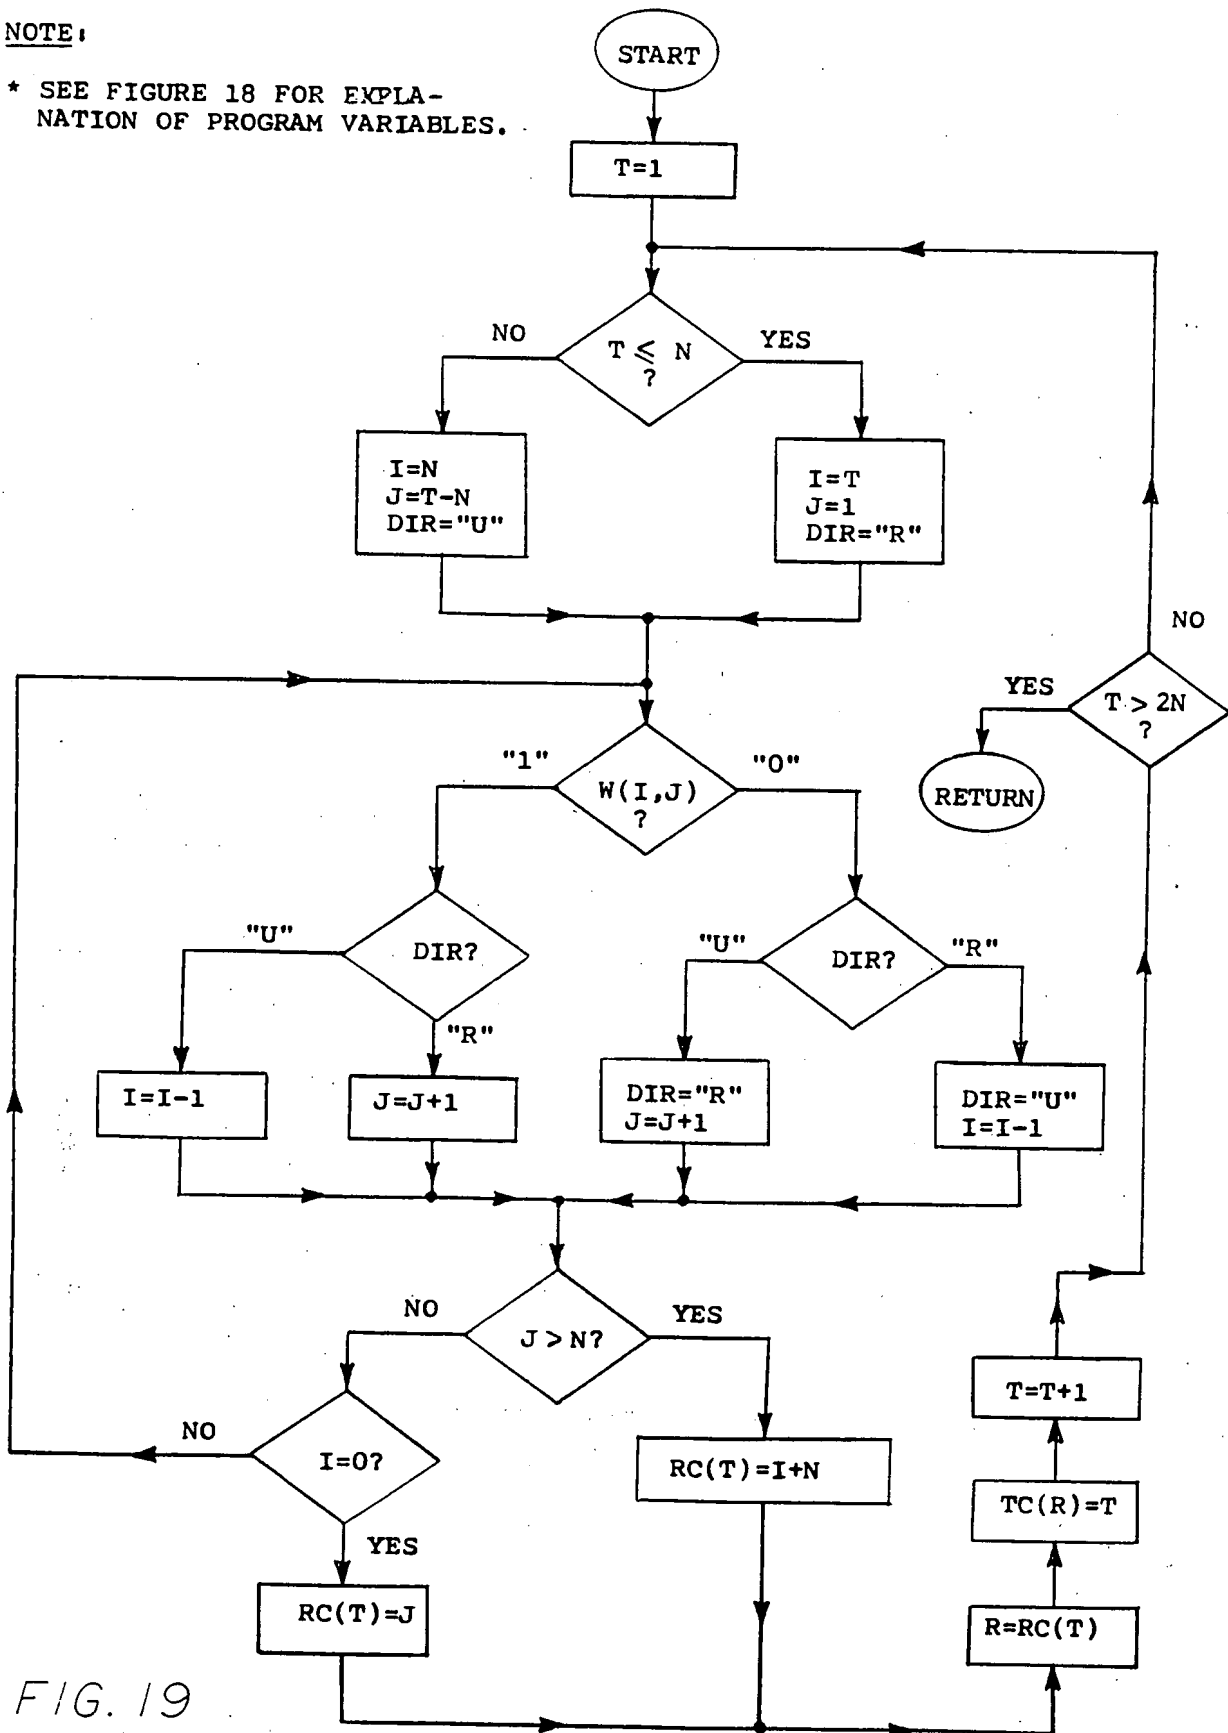 NOTE:
* SEE FIGURE 18 FOR EXPLA-
NATION OF PROGRAM VARIABLES.
START
T=1
T ≤ N
?
NO
YES
I=N
J=T-N
DIR="U"
I=T
J=1
DIR="R"
NO
T > 2N
?
YES
RETURN
W(I,J)
?
"1"
"0"
DIR?
"U"
"R"
DIR?
"U"
"R"
I=I-1
J=J+1
DIR="R"
J=J+1
DIR="U"
I=I-1
J > N?
NO
YES
I=0?
NO
YES
RC(T)=I+N
RC(T)=J
T=T+1
TC(R)=T
R=RC(T)
FIG. 19